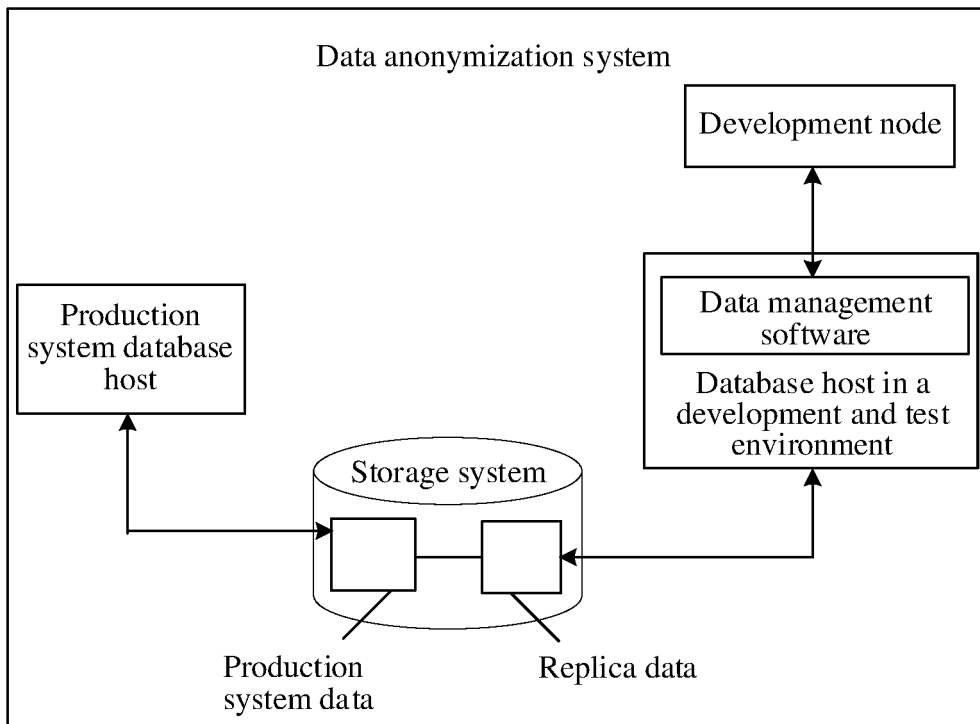 Data anonymization system
Development node
Data management
software
Database host in a
development and test
environment
Production
system database
host
Storage system
Production
system data
Replica data